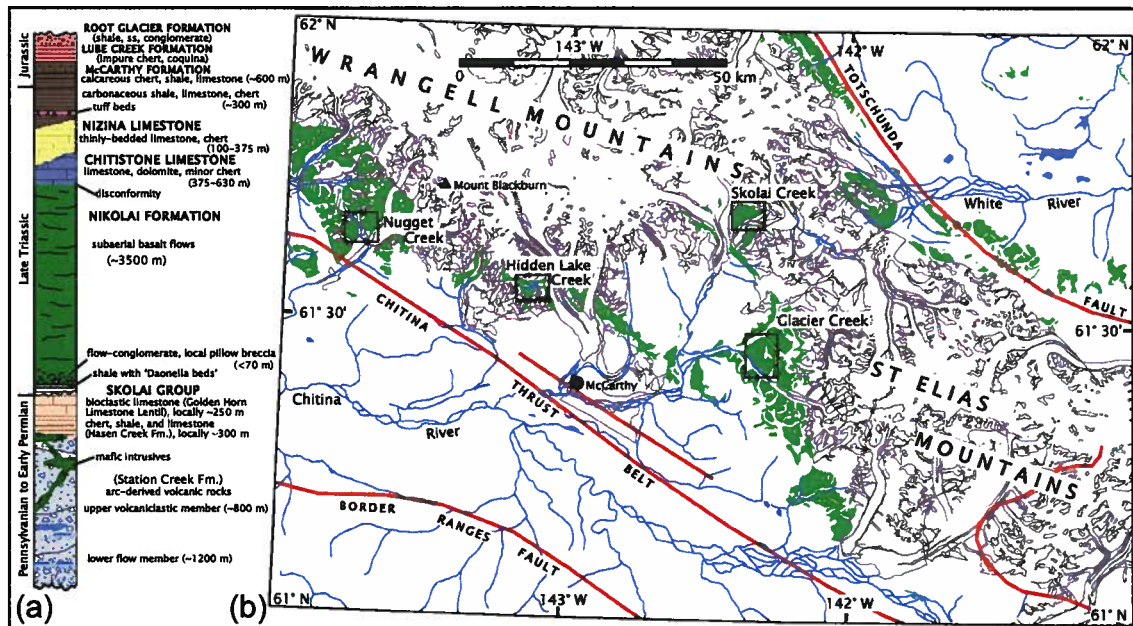 Jurassic
Late Triassic
Pennsylvanian to Early Permian
ROOT GLACIER FORMATION
(shale, ss, conglomerate)
LUBE CREEK FORMATION
(impure chert, coquina)
McCARTHY FORMATION
calcareous chert, shale, limestone (~600 m)
carbonaceous shale, limestone, chert
(~300 m)
tuff beds
NIZINA LIMESTONE
thinly-bedded limestone, chert
(100-375 m)
CHITISTONE LIMESTONE
limestone, dolomite, minor chert
(375-630 m)
disconformity
NIKOLAI FORMATION
subaerial basalt flows
(~3500 m)
flow-conglomerate, local pillow breccia
(<70 m)
shale with 'Daonella beds'
SKOLAI GROUP
bioclastic limestone (Golden Horn
Limestone Lentil), locally ~250 m
chert, shale, and limestone
(Hasen Creek Fm.), locally ~300 m
mafic intrusives
(Station Creek Fm.)
arc-derived volcanic rocks
upper volcaniclastic member (~800 m)
lower flow member (~1200 m)
(a)
(b)
62° N
143° W
142° W
62° N
0
50 km
WRANGELL MOUNTAINS
TOTSCHUNDA
FAULT
Mount Blackburn
Skolai Creek
White River
Nugget
Creek
Hidden Lake
Creek
61° 30'
CHITINA
THRUST
BELT
Glacier Creek
61° 30'
ST ELIAS
MOUNTAINS
McCarthy
Chitina
River
BORDER
RANGES
FAULT
61° N
143° W
142° W
61° N